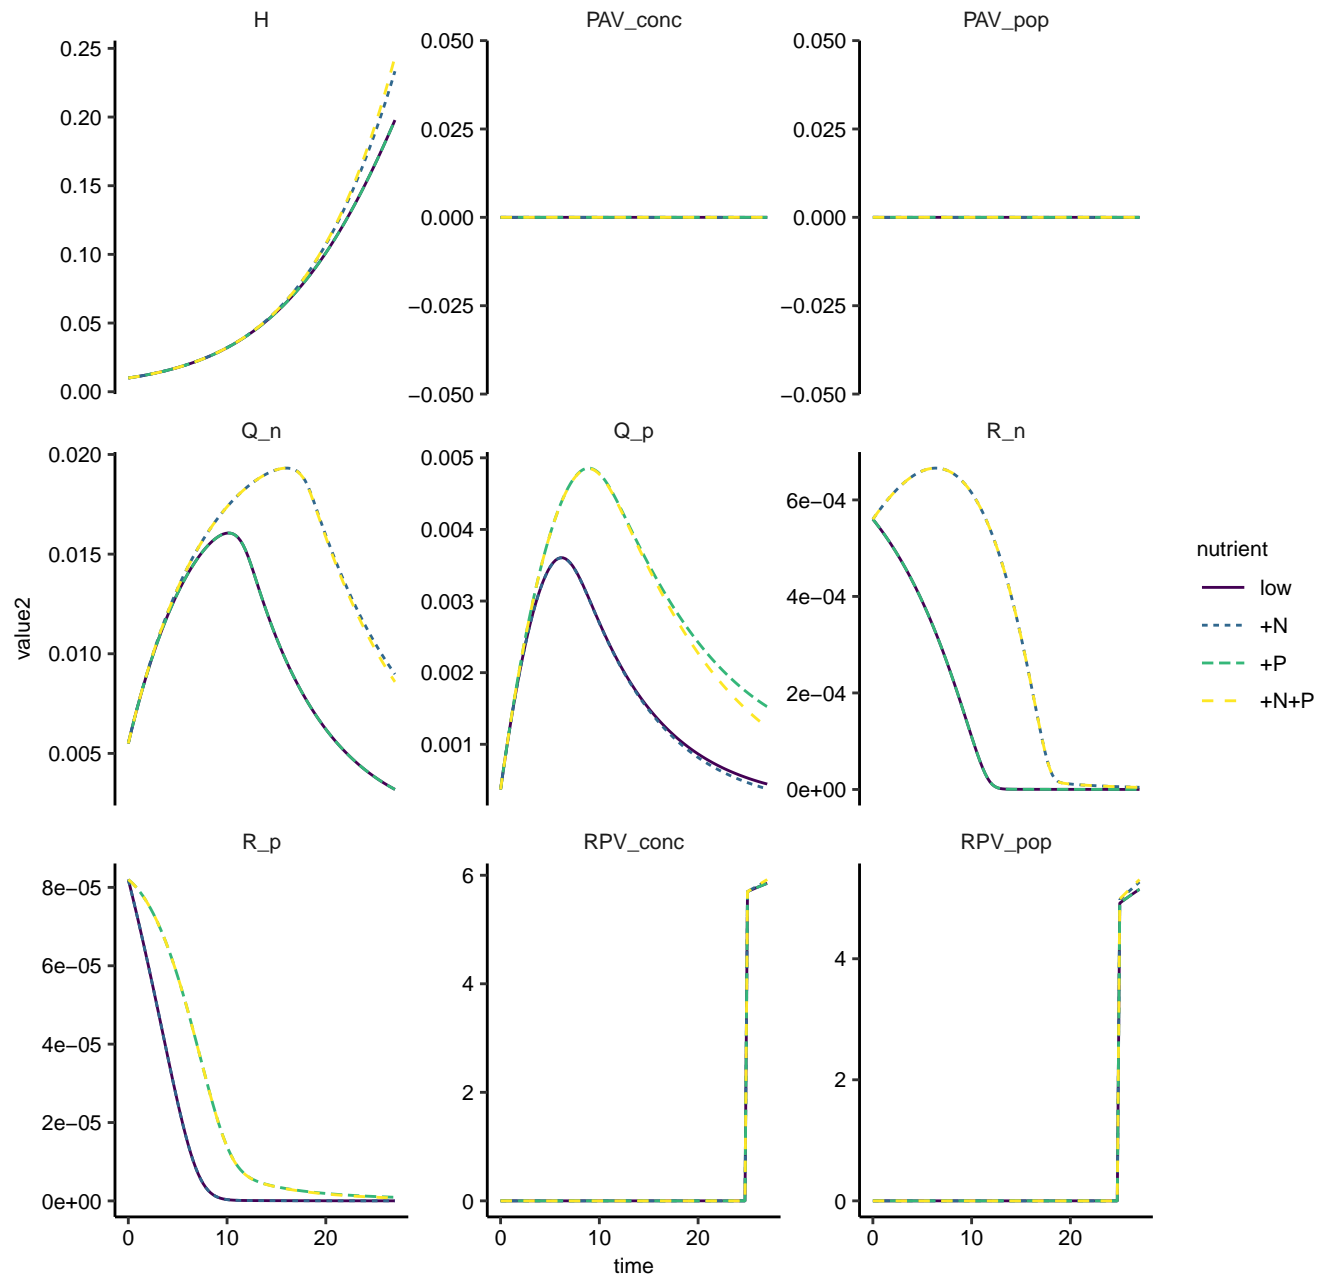 H
PAV_conc
PAV_pop
0.25
0.20
0.15
0.10
0.05
0.00
0.050
0.025
0.000
−0.025
−0.050
0.050
0.025
0.000
−0.025
−0.050
Q_n
Q_p
R_n
0.020
0.015
0.010
0.005
0.005
0.004
0.003
0.002
0.001
6e−04
4e−04
2e−04
0e+00
R_p
RPV_conc
RPV_pop
8e−05
6e−05
4e−05
2e−05
0e+00
6
4
2
0
4
2
0
0 10 20
0 10 20
0 10 20
time
value2
nutrient
low
+N
+P
+N+P